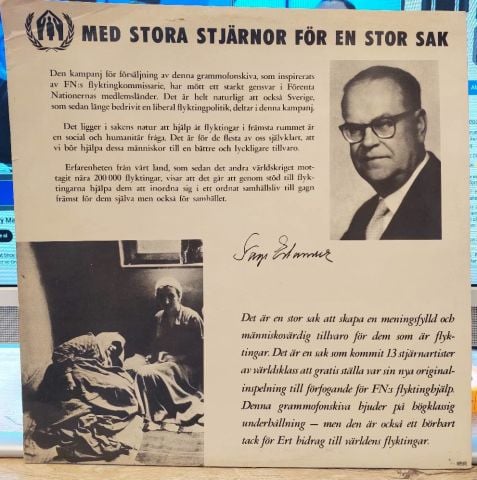 MED STORA STJÄRNOR FÖR EN STOR SAK
Den kampanj för försäljning av denna grammofonskiva, som inspirerats
av FN:s flyktingkommissarie, har mött ett starkt gensvar i Förenta
Nationernas medlemsländer. Det är helt naturligt att också Sverige,
som sedan länge bedrivit en liberal flyktingpolitik, deltar i denna kampanj.
Det ligger i sakens natur att hjälp åt flyktingar i främsta rummet är
en social och humanitär fråga. Det är för de flesta av oss självklart, att
vi bör hjälpa dessa människor till en bättre och lyckligare tillvaro.
Erfarenheten från vårt land, som sedan det andra världskriget mot-
tagit nära 200 000 flyktingar, visar att det går att genom stöd till flyk-
tingarna hjälpa dem att inordna sig i ett ordnat samhällsliv till gagn
främst för dem själva men också för samhället.
Tage Erlander
Det är en stor sak att skapa en meningsfylld och
människovärdig tillvaro för dem som är flyk-
tingar. Det är en sak som kommit 13 stjärnartister
av världsklass att gratis ställa var sin nya original-
inspelning till förfogande för FN:s flyktinghjälp.
Denna grammofonskiva bjuder på högklassig
underhållning — men den är också ett hörbart
tack för Ert bidrag till världens flyktingar.